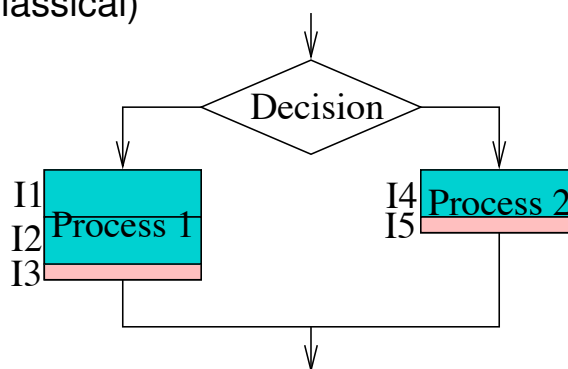 lassical)
Decision
I1
I2
I3
Process 1
I4
I5
Process 2